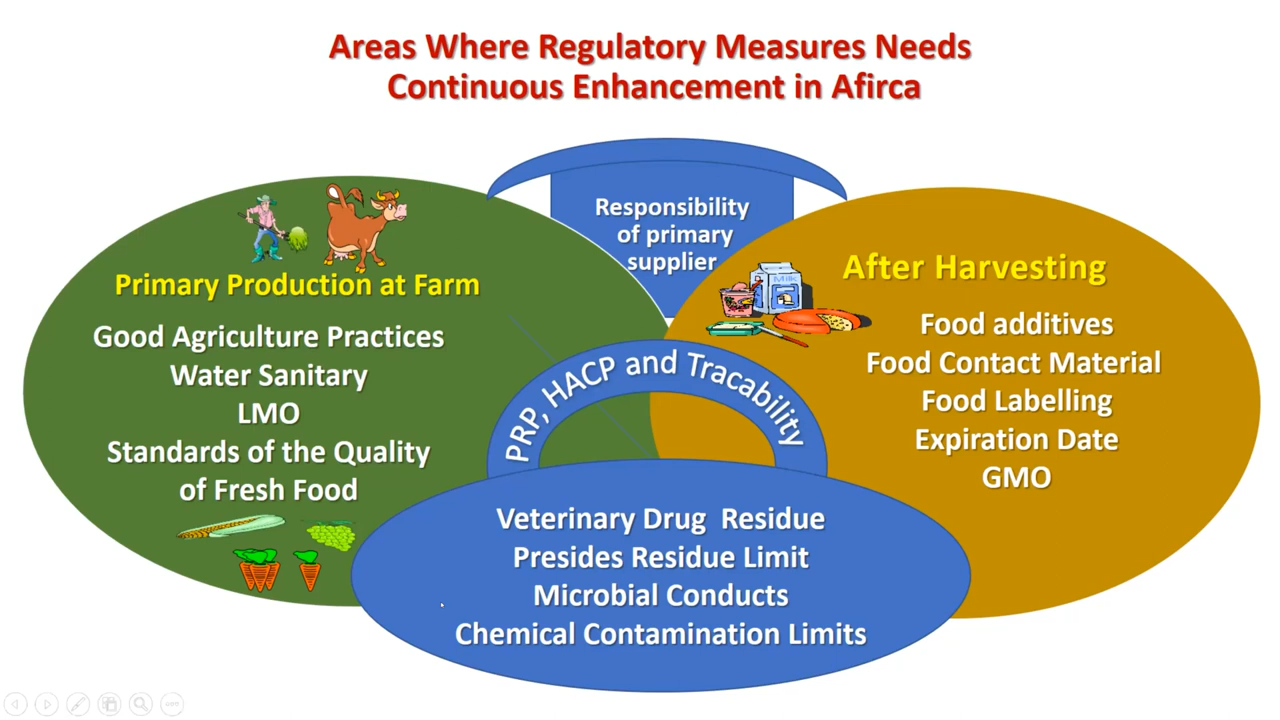 Areas Where Regulatory Measures Needs
Continuous Enhancement in Afirca
Responsibility
of primary
supplier
Primary Production at Farm
Good Agriculture Practices
Water Sanitary
LMO
Standards of the Quality
of Fresh Food
After Harvesting
MILK
Food additives
Food Contact Material
Food Labelling
Expiration Date
GMO
PRP, HACP and Tracability
Veterinary Drug Residue
Presides Residue Limit
Microbial Conducts
Chemical Contamination Limits